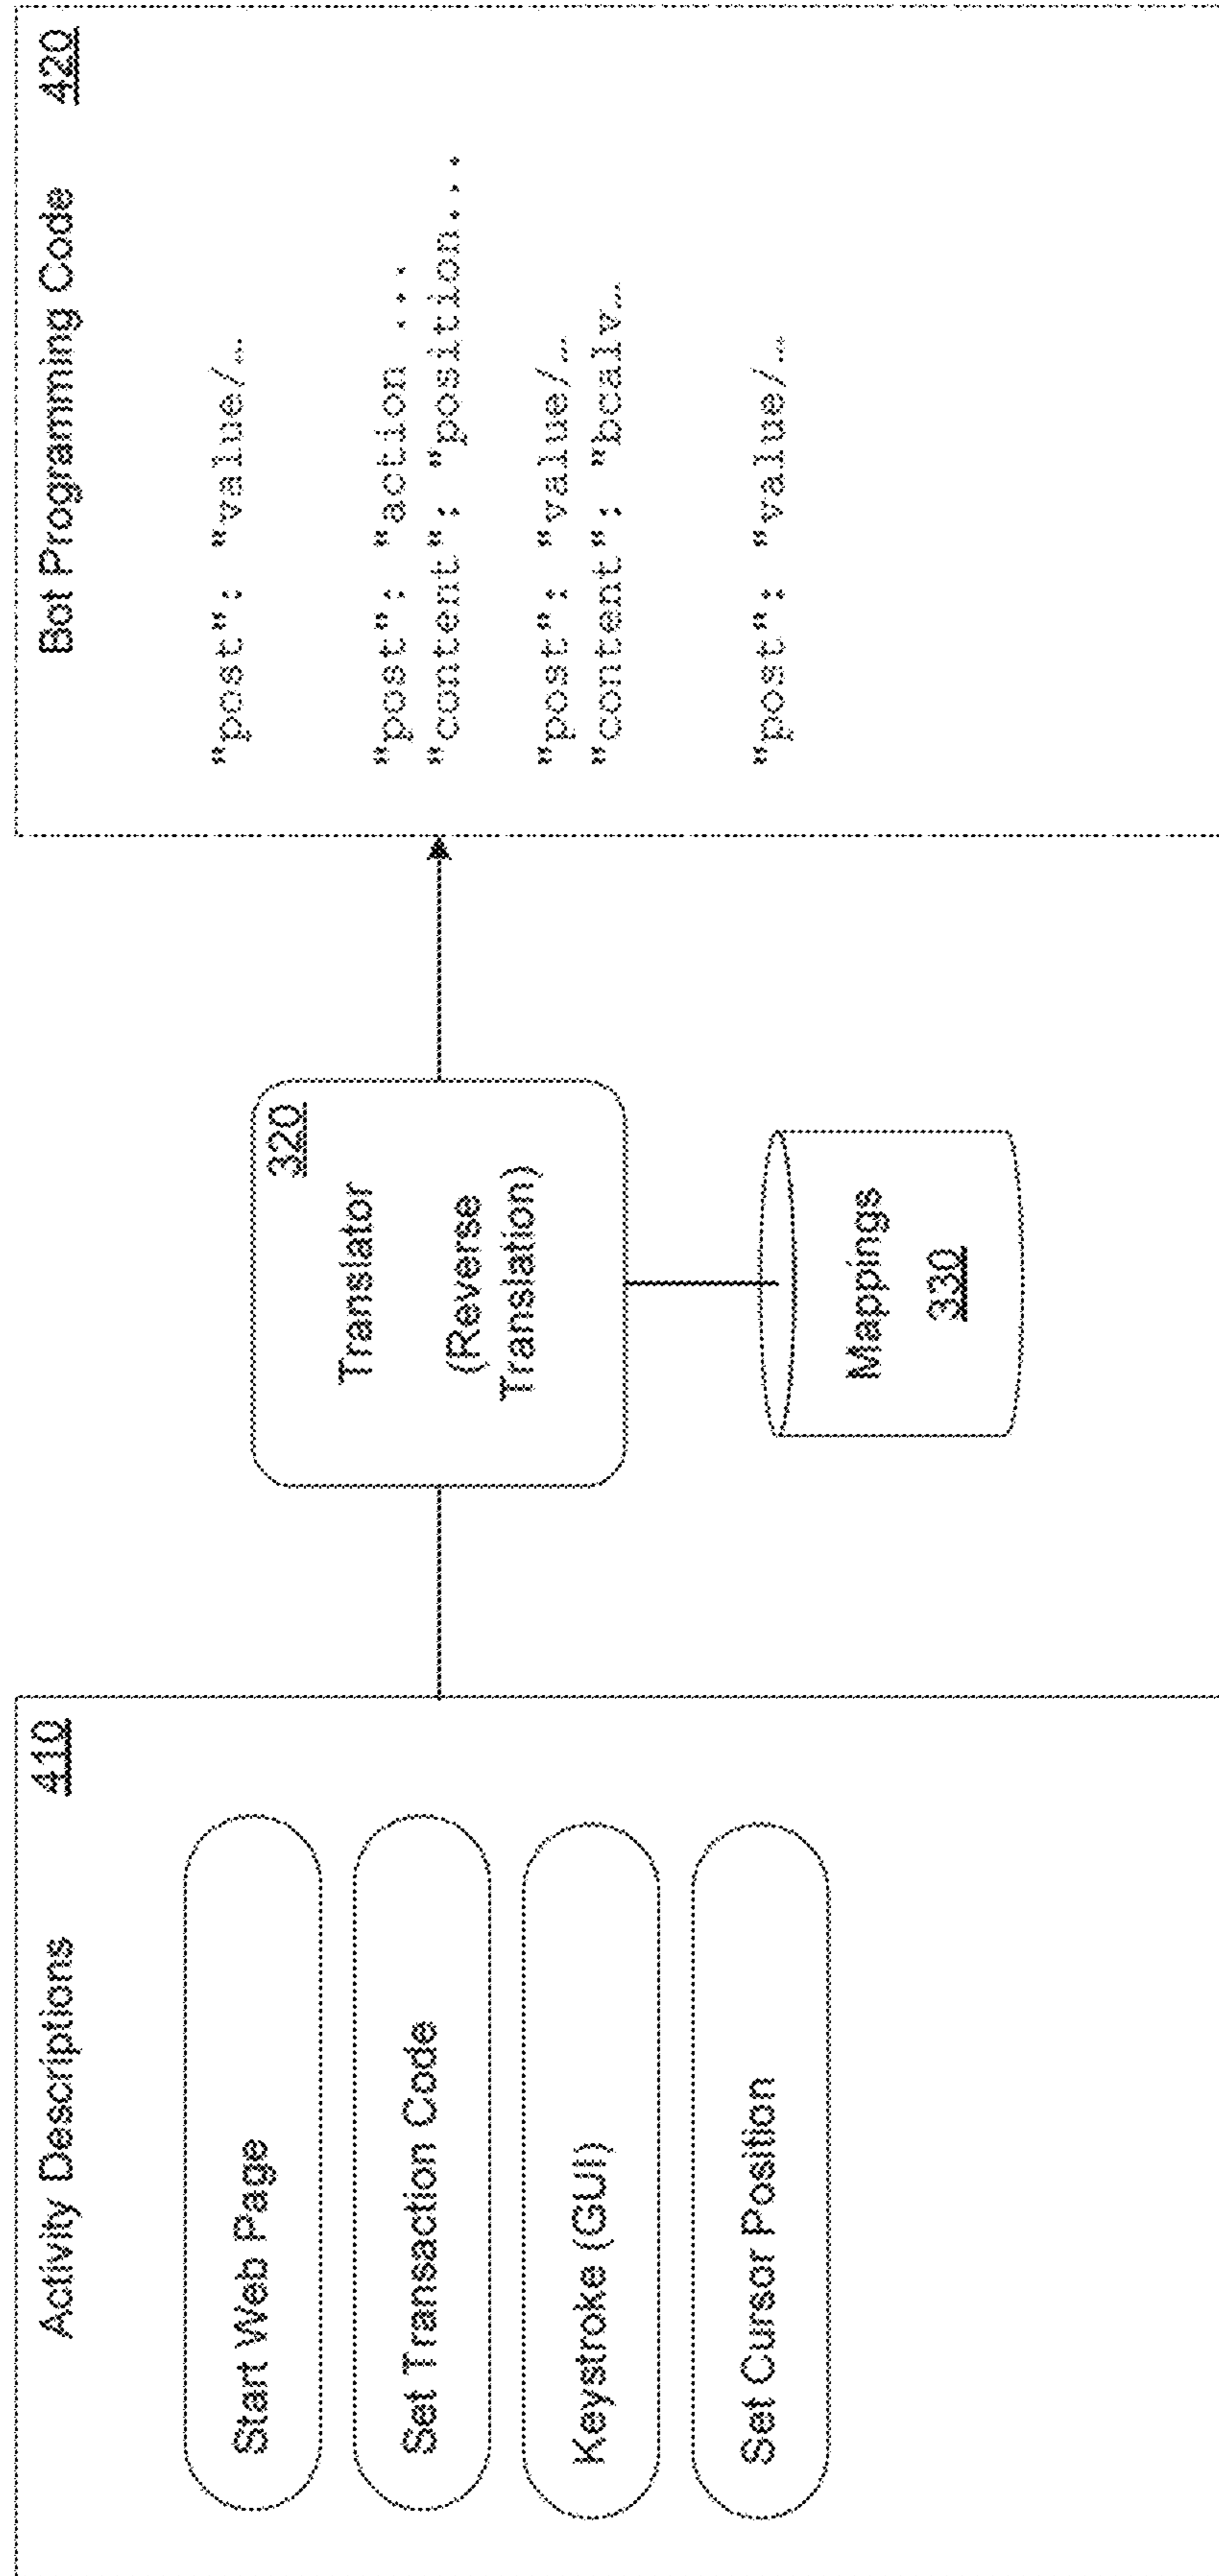 Activity Descriptions
410
Start Web Page
Set Transaction Code
Keystroke (GUI)
Set Cursor Position
320
Translator
(Reverse
Translation)
Mappings
330
Bot Programming Code
420
"post": "value/…
"post": "action ...
"content": "position...
"post": "value/…
"content": "bcalv…
"post": "value/…